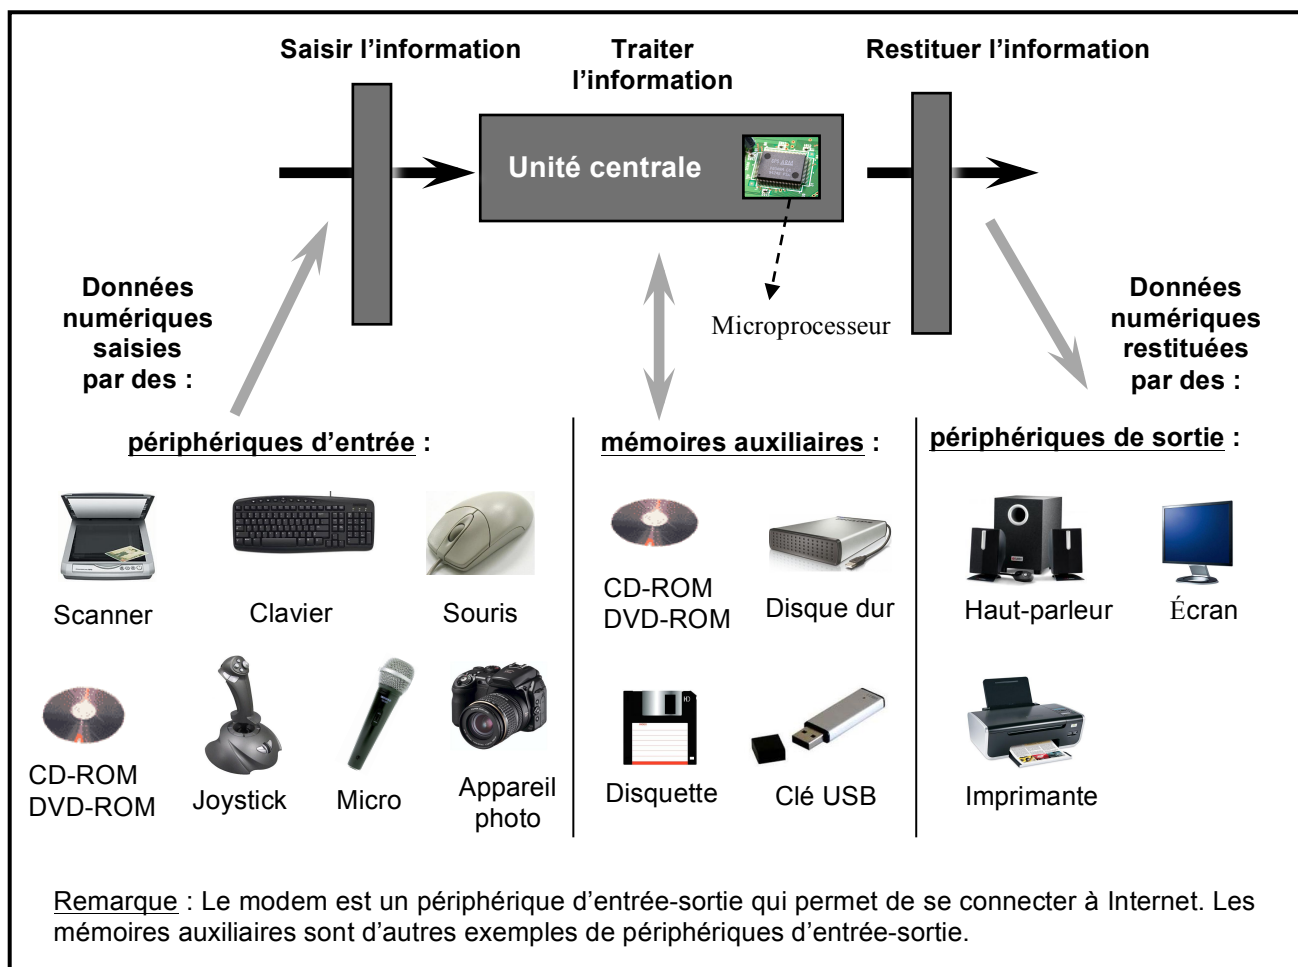 Saisir l’information
Traiter
l’information
Restituer l’information
Unité centrale
Microprocesseur
Données
numériques
saisies
par des :
Données
numériques
restituées
par des :
périphériques d’entrée :
Scanner
Clavier
Souris
CD-ROM
DVD-ROM
Joystick
Micro
Appareil
photo
mémoires auxiliaires :
CD-ROM
DVD-ROM
Disque dur
Disquette
Clé USB
périphériques de sortie :
Haut-parleur
Écran
Imprimante
Remarque : Le modem est un périphérique d’entrée-sortie qui permet de se connecter à Internet. Les
mémoires auxiliaires sont d’autres exemples de périphériques d’entrée-sortie.